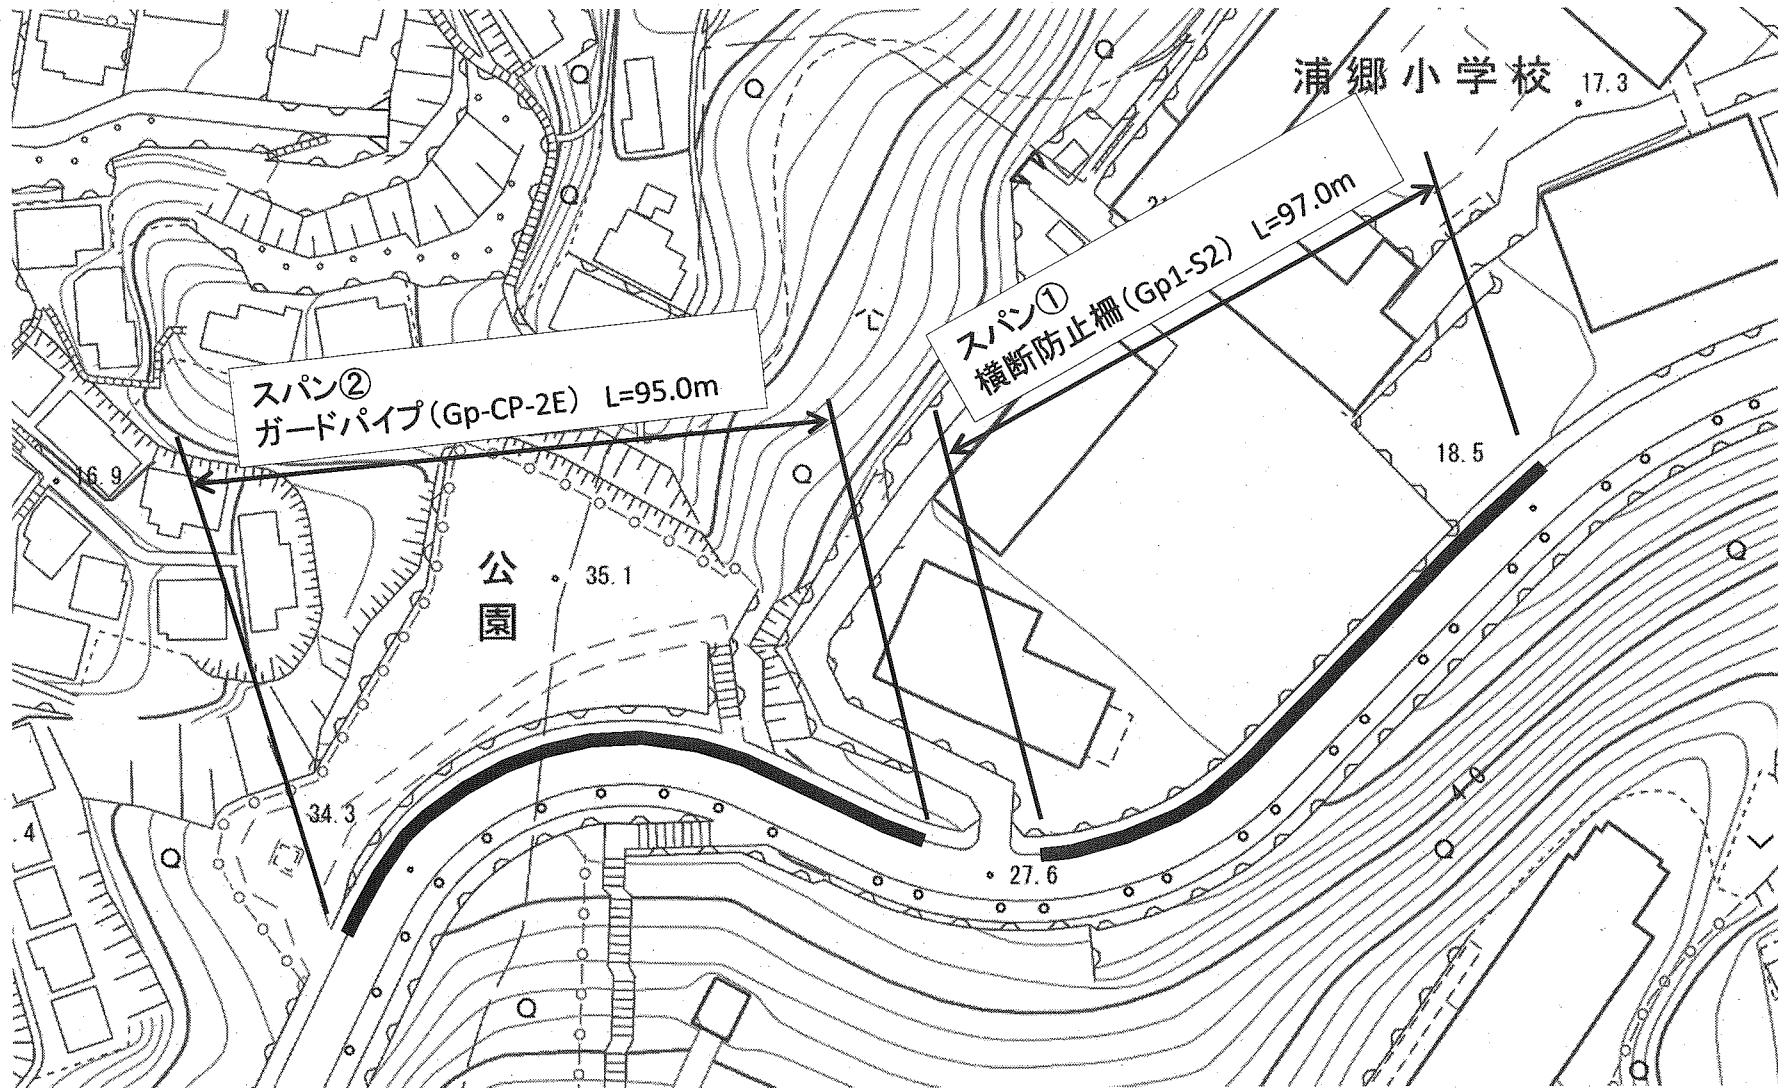 浦郷小学校
17.3
スパン①
横断防止柵(Gp1-S2) L=97.0m
スパン②
ガードパイプ(Gp-CP-2E) L=95.0m
18.5
16.9
公園
35.1
34.3
27.6
40